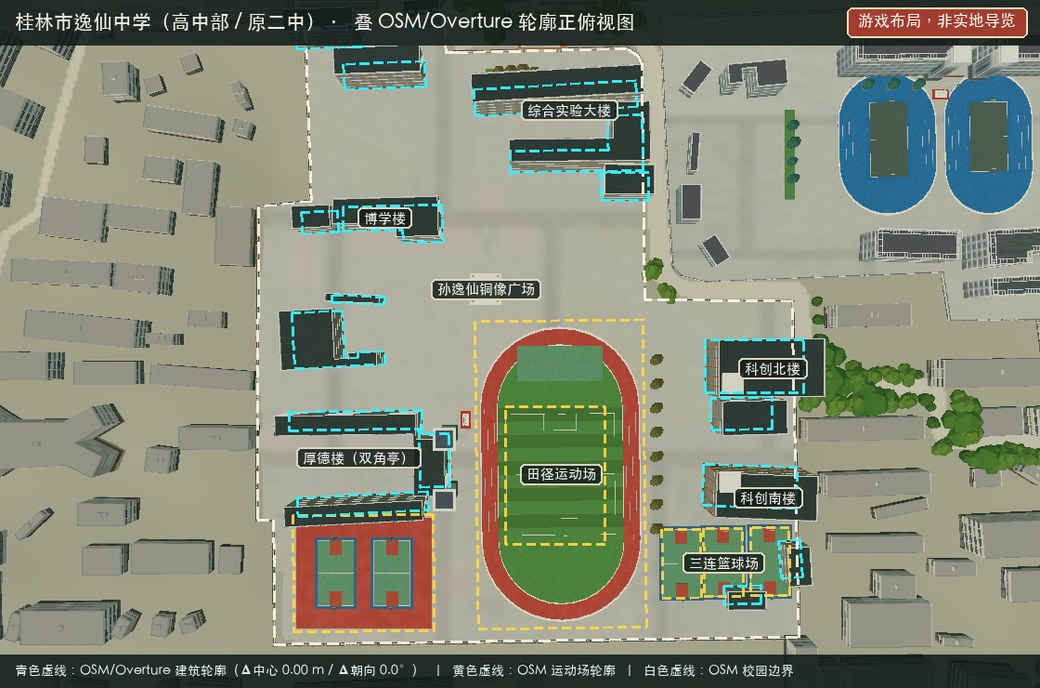 桂林市逸仙中学（高中部 / 原二中）· 叠 OSM/Overture 轮廓正俯视图
游戏布局，非实地导览
综合实验大楼
博学楼
孙逸仙铜像广场
科创北楼
厚德楼（双角亭）
田径运动场
科创南楼
三连篮球场
青色虚线：OSM/Overture 建筑轮廓（Δ中心 0.00 m / Δ朝向 0.0°） | 黄色虚线：OSM 运动场轮廓 | 白色虚线：OSM 校园边界